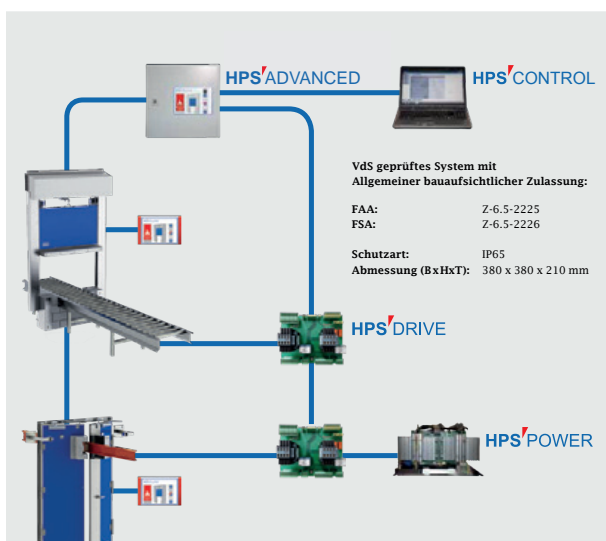 HPS ADVANCED
HPS CONTROL
VdS geprüftes System mit
Allgemeiner bauaufsichtlicher Zulassung:
FAA: Z-6.5-2225
FSA: Z-6.5-2226
Schutzart: IP65
Abmessung (BxHxT): 380 x 380 x 210 mm
HPS DRIVE
HPS POWER